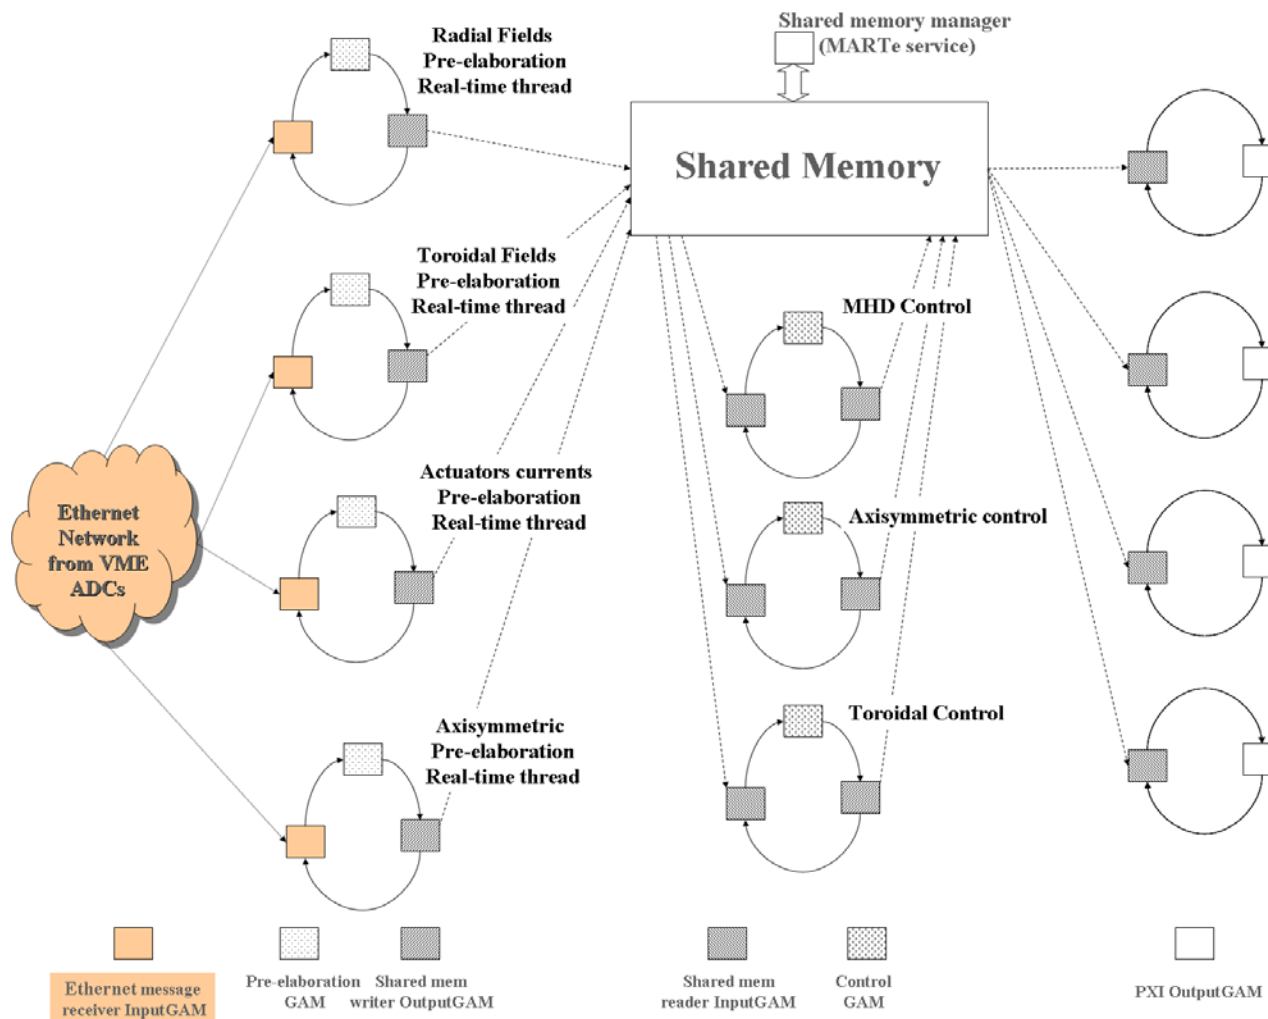 Shared memory manager
(MARTe service)
Radial Fields
Pre-elaboration
Real-time thread
Shared Memory
Toroidal Fields
Pre-elaboration
Real-time thread
MHD Control
Actuators currents
Pre-elaboration
Real-time thread
Ethernet
Network
from VME
ADCs
Axisymmetric control
Axisymmetric
Pre-elaboration
Real-time thread
Toroidal Control
Ethernet message
receiver InputGAM
Pre-elaboration
GAM
Shared mem
writer OutputGAM
Shared mem
reader InputGAM
Control
GAM
PXI OutputGAM